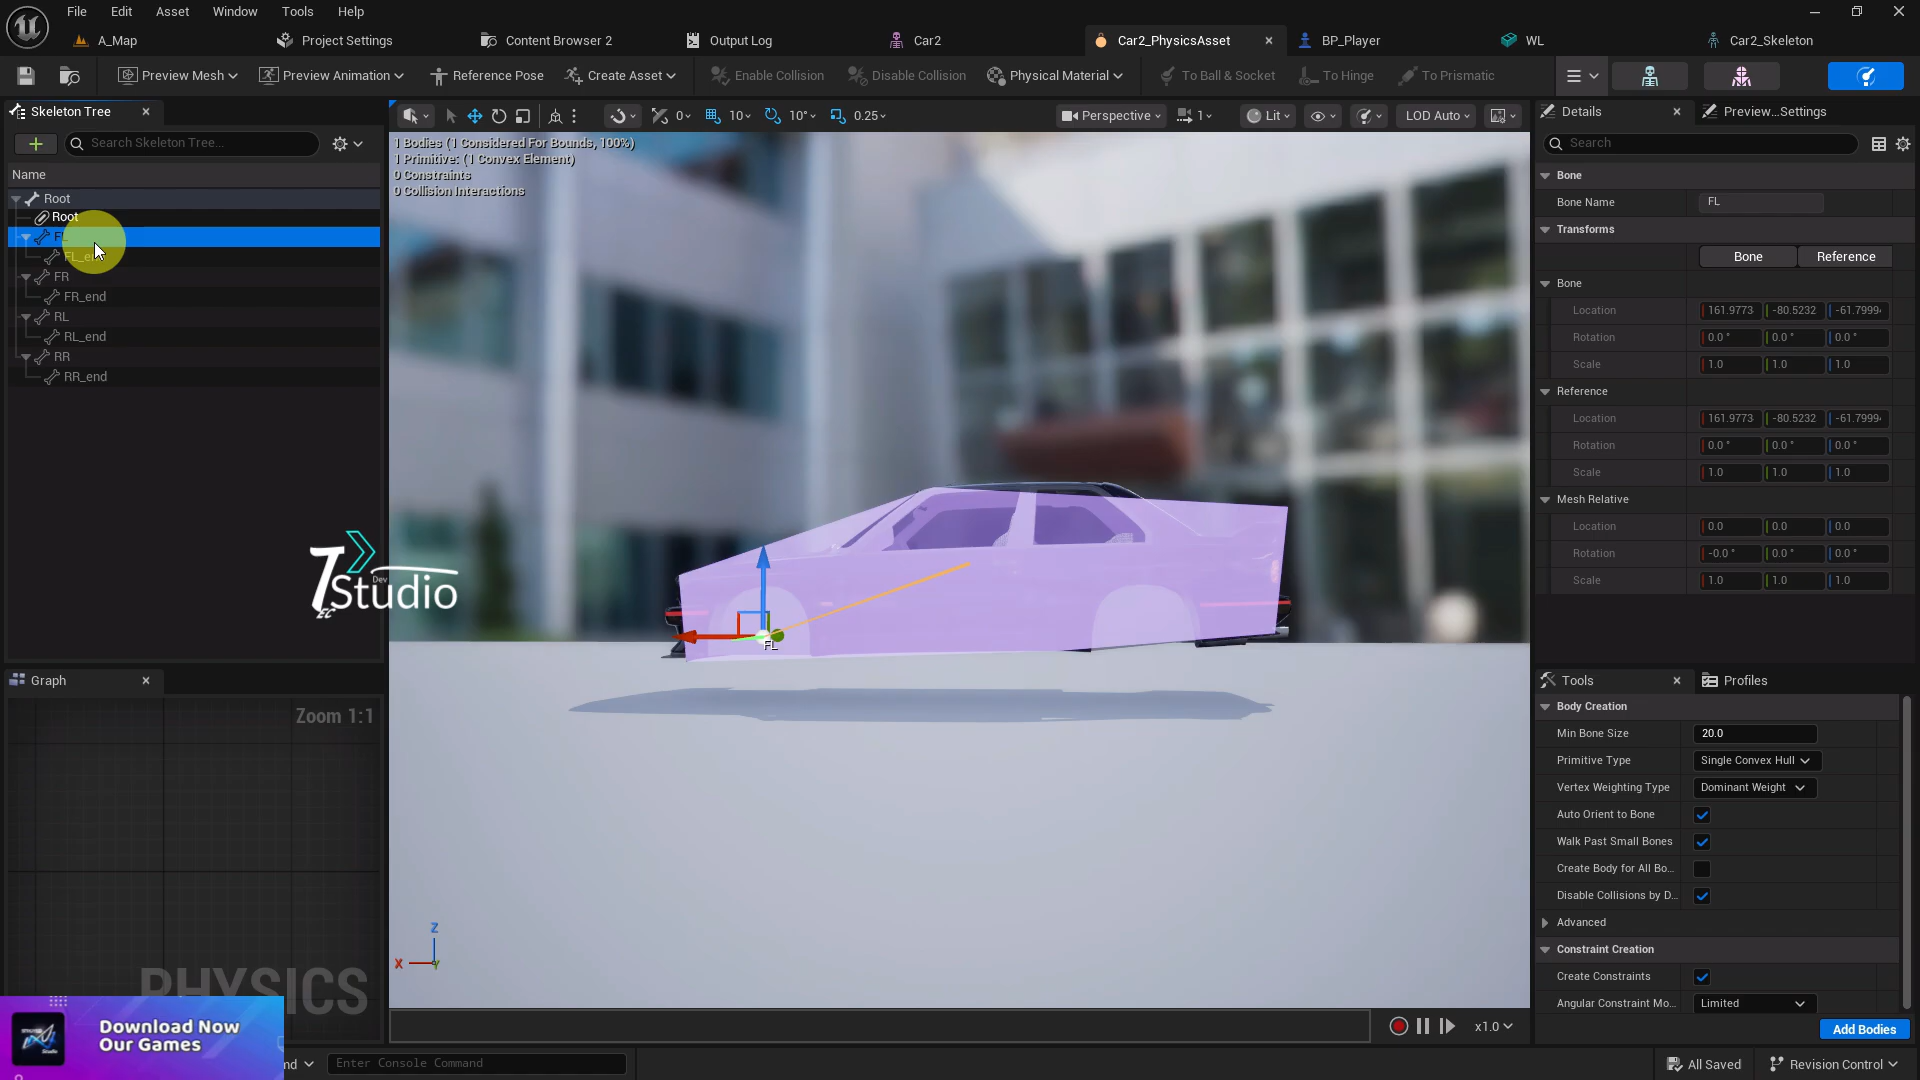 File Edit Asset Window Tools Help
A_Map Project Settings Content Browser 2 Output Log Car2 Car2_PhysicsAsset BP_Player WL Car2_Skeleton
Preview Mesh Preview Animation Reference Pose Create Asset Enable Collision Disable Collision Physical Material To Ball & Socket To Hinge To Prismatic
Skeleton Tree
Search Skeleton Tree...
Name
Root
Root
FL
FL_end
FR
FR_end
RL
RL_end
RR
RR_end
0 10 10° 0.25 Perspective 1 Lit LOD Auto
1 Bodies (1 Considered For Bounds, 100%)
1 Primitive: (1 Convex Element)
0 Constraints
0 Collision Interactions
FL
Z
X
Y
T Dev
EC Studio
Graph
Zoom 1:1
PHYSICS
Download Now
Our Games
Enter Console Command
x1.0
Details Preview...Settings
Search
Bone
Bone Name FL
Transforms
Bone Reference
Bone
Location 161.9773 -80.5232 -61.7999
Rotation 0.0 ° 0.0 ° 0.0 °
Scale 1.0 1.0 1.0
Reference
Location 161.9773 -80.5232 -61.7999
Rotation 0.0 ° 0.0 ° 0.0 °
Scale 1.0 1.0 1.0
Mesh Relative
Location 0.0 0.0 0.0
Rotation -0.0 ° 0.0 ° 0.0 °
Scale 1.0 1.0 1.0
Tools Profiles
Body Creation
Min Bone Size 20.0
Primitive Type Single Convex Hull
Vertex Weighting Type Dominant Weight
Auto Orient to Bone
Walk Past Small Bones
Create Body for All Bo...
Disable Collisions by D...
Advanced
Constraint Creation
Create Constraints
Angular Constraint Mo... Limited
Add Bodies
All Saved Revision Control